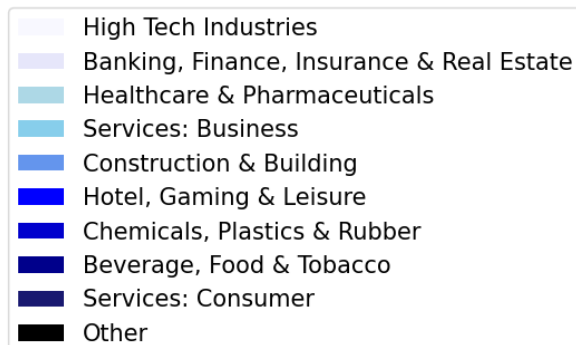 High Tech Industries
Banking, Finance, Insurance & Real Estate
Healthcare & Pharmaceuticals
Services: Business
Construction & Building
Hotel, Gaming & Leisure
Chemicals, Plastics & Rubber
Beverage, Food & Tobacco
Services: Consumer
Other